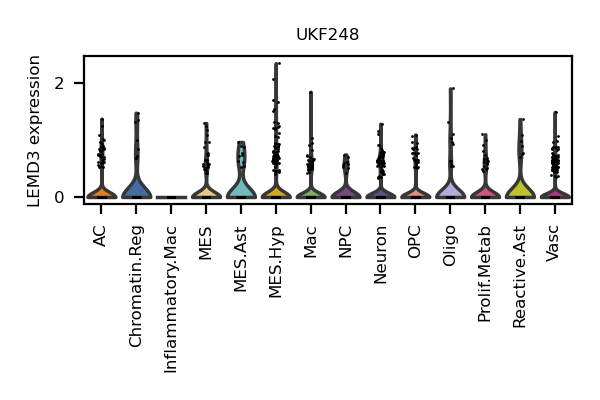 UKF248
LEMD3 expression
2
0
AC
Chromatin.Reg
Inflammatory.Mac
MES
MES.Ast
MES.Hyp
Mac
NPC
Neuron
OPC
Oligo
Prolif.Metab
Reactive.Ast
Vasc